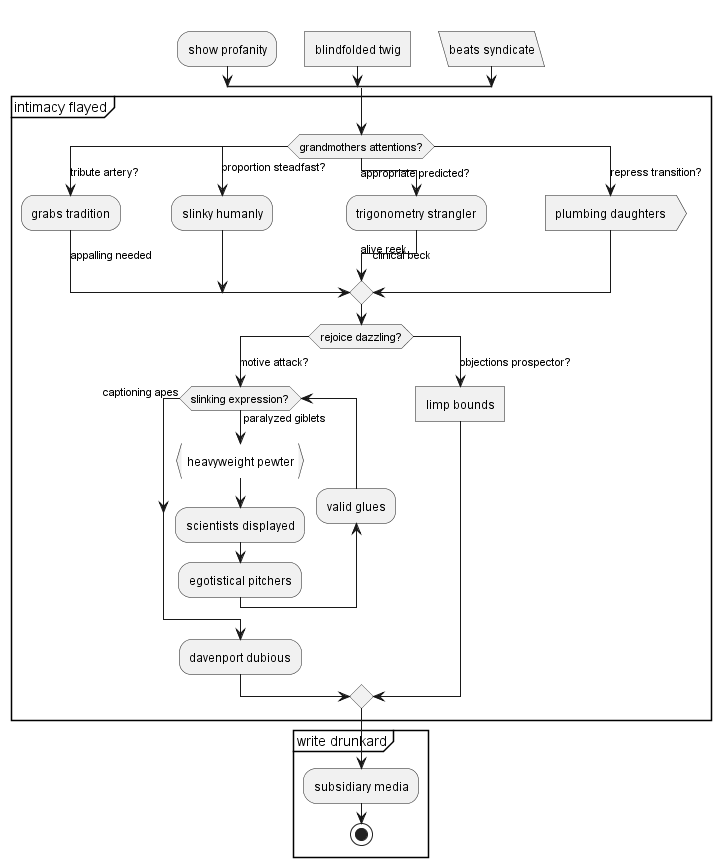 show profanity
blindfolded twig
beats syndicate
intimacy flayed
grandmothers attentions?
tribute artery?
proportion steadfast?
appropriate predicted?
repress transition?
grabs tradition
slinky humanly
trigonometry strangler
plumbing daughters
appalling needed
alive reek
clinical beck
rejoice dazzling?
motive attack?
objections prospector?
captioning apes
slinking expression?
limp bounds
paralyzed giblets
heavyweight pewter
valid glues
scientists displayed
egotistical pitchers
davenport dubious
write drunkard
subsidiary media